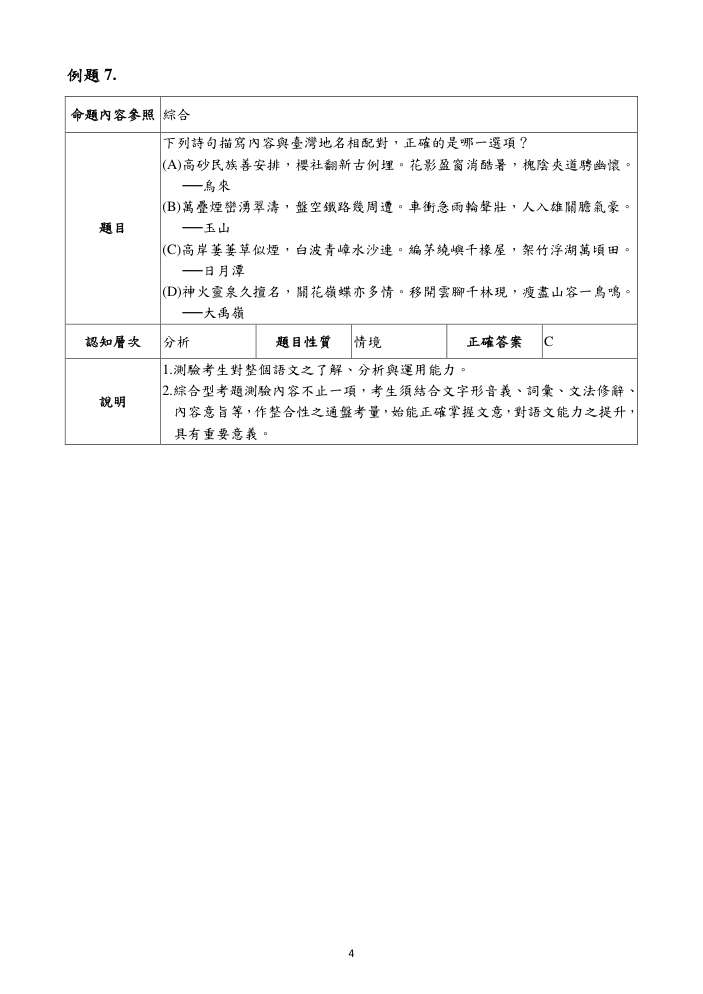 例題 7.
命題內容參照 綜合
題目
下列詩句描寫內容與臺灣地名相配對，正確的是哪一選項？
(A)高砂民族善安排，櫻社翻新古例埋。花影盈窗消酷暑，槐陰夾道騁幽懷。
──烏來
(B)萬疊煙巒湧翠濤，盤空鐵路幾周遭。車衝急雨輪聲壯，人入雄關膽氣豪。
──玉山
(C)高岸萋萋草似煙，白波青嶂水沙連。編茅繞嶼千椽屋，架竹浮湖萬頃田。
──日月潭
(D)神火靈泉久擅名，關花嶺蝶亦多情。移開雲腳千林現，瘦盡山容一鳥鳴。
──大禹嶺
認知層次 分析 題目性質 情境 正確答案 C
說明
1.測驗考生對整個語文之了解、分析與運用能力。
2.綜合型考題測驗內容不止一項，考生須結合文字形音義、詞彙、文法修辭、
內容意旨等，作整合性之通盤考量，始能正確掌握文意，對語文能力之提升，
具有重要意義。
4